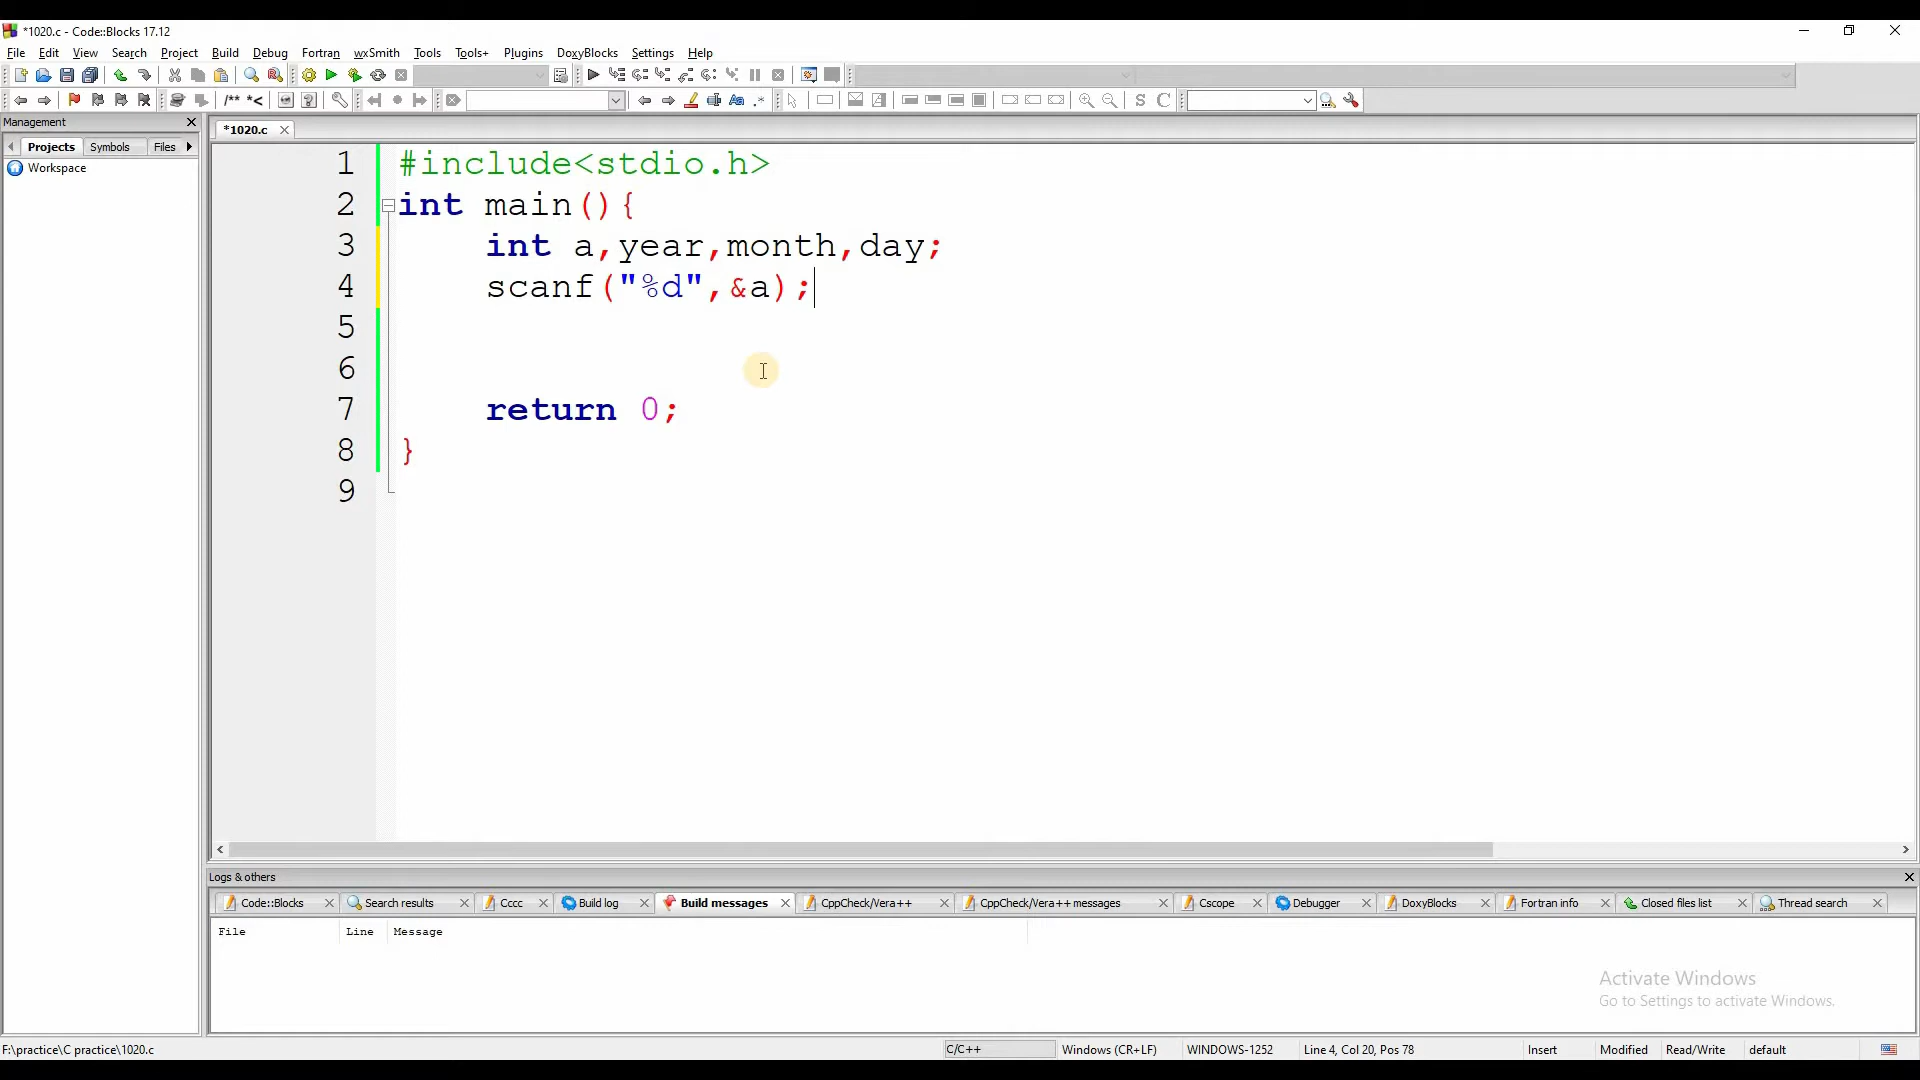 *1020.c - Code::Blocks 17.12
File Edit View Search Project Build Debug Fortran wxSmith Tools Tools+ Plugins DoxyBlocks Settings Help
/** *<
Aa .*
S C
Management
*1020.c
Projects Symbols Files
Workspace
1 #include<stdio.h>
2 int main(){
3 int a,year,month,day;
4 scanf("%d",&a);
5
6
7 return 0;
8 }
9
Logs & others
Code::Blocks Search results Cccc Build log Build messages CppCheck/Vera++ CppCheck/Vera++ messages Cscope Debugger DoxyBlocks Fortran info Closed files list Thread search
File Line Message
Activate Windows
Go to Settings to activate Windows.
F:\practice\C practice\1020.c C/C++ Windows (CR+LF) WINDOWS-1252 Line 4, Col 20, Pos 78 Insert Modified Read/Write default